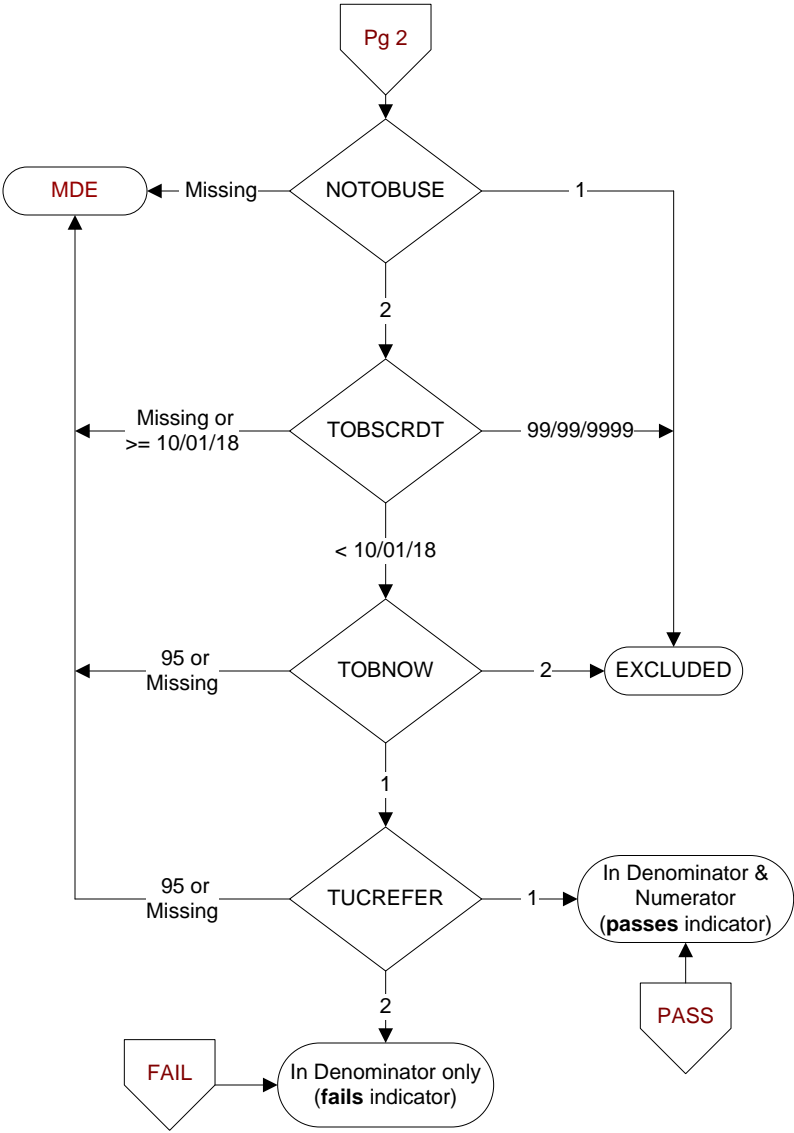 Pg 2
MDE
Missing
NOTOBUSE
1
2
Missing or
>= 10/01/18
TOBSCRDT
99/99/9999
< 10/01/18
95 or
Missing
TOBNOW
2
EXCLUDED
1
95 or
Missing
TUCREFER
1
In Denominator &
Numerator
(passes indicator)
2
PASS
FAIL
In Denominator only
(fails indicator)